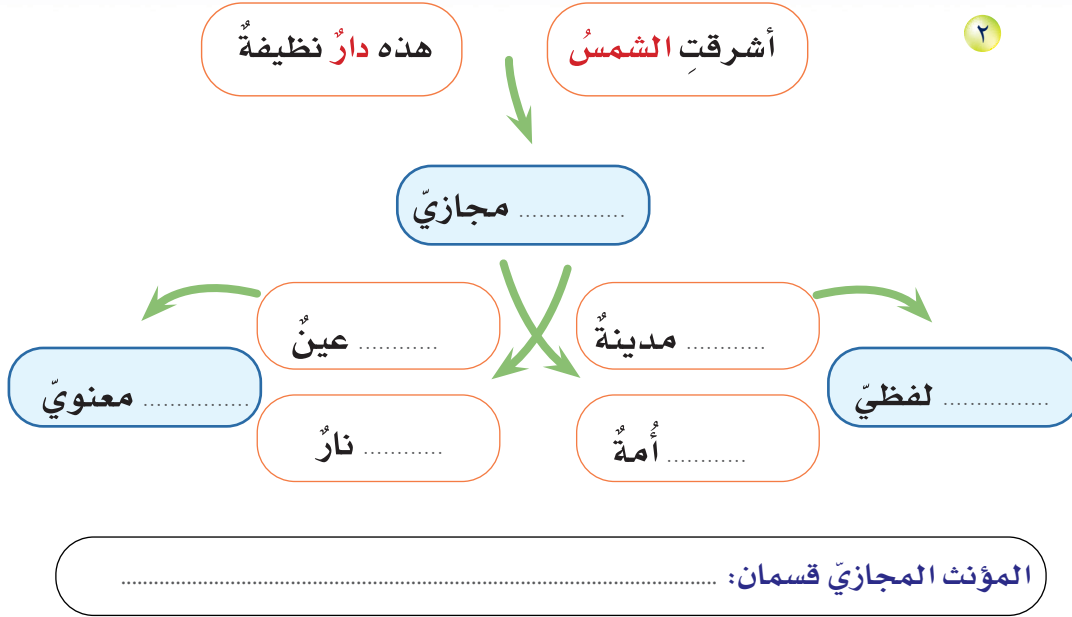 ٢
أشرقتِ الشمسُ
هذه دارٌ نظيفةٌ
................ مجازيّ
............ مدينةٌ
............ عينٌ
................ لفظيّ
................ معنويّ
............ أُمةٌ
............ نارٌ
المؤنث المجازيّ قسمان: ..........................................................................................